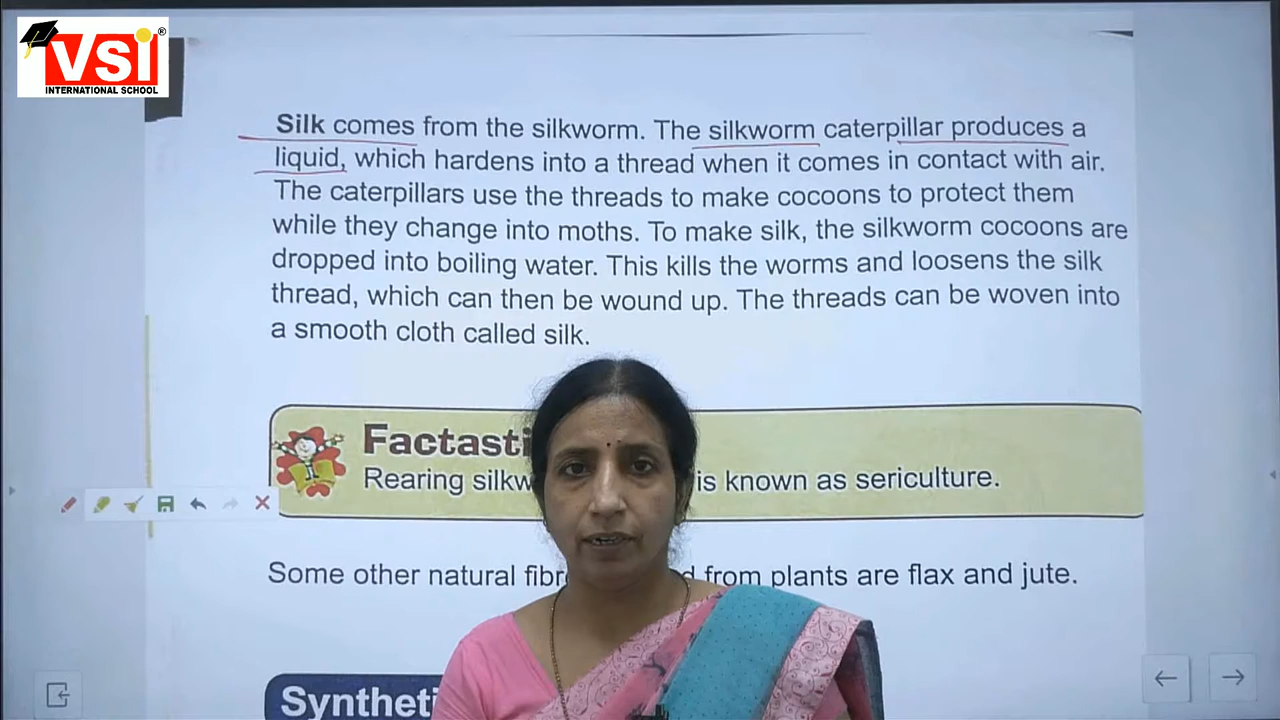 VSI®
INTERNATIONAL SCHOOL
Silk comes from the silkworm. The silkworm caterpillar produces a
liquid, which hardens into a thread when it comes in contact with air.
The caterpillars use the threads to make cocoons to protect them
while they change into moths. To make silk, the silkworm cocoons are
dropped into boiling water. This kills the worms and loosens the silk
thread, which can then be wound up. The threads can be woven into
a smooth cloth called silk.
Factasti
Rearing silkw is known as sericulture.
Some other natural fibr d from plants are flax and jute.
Syntheti